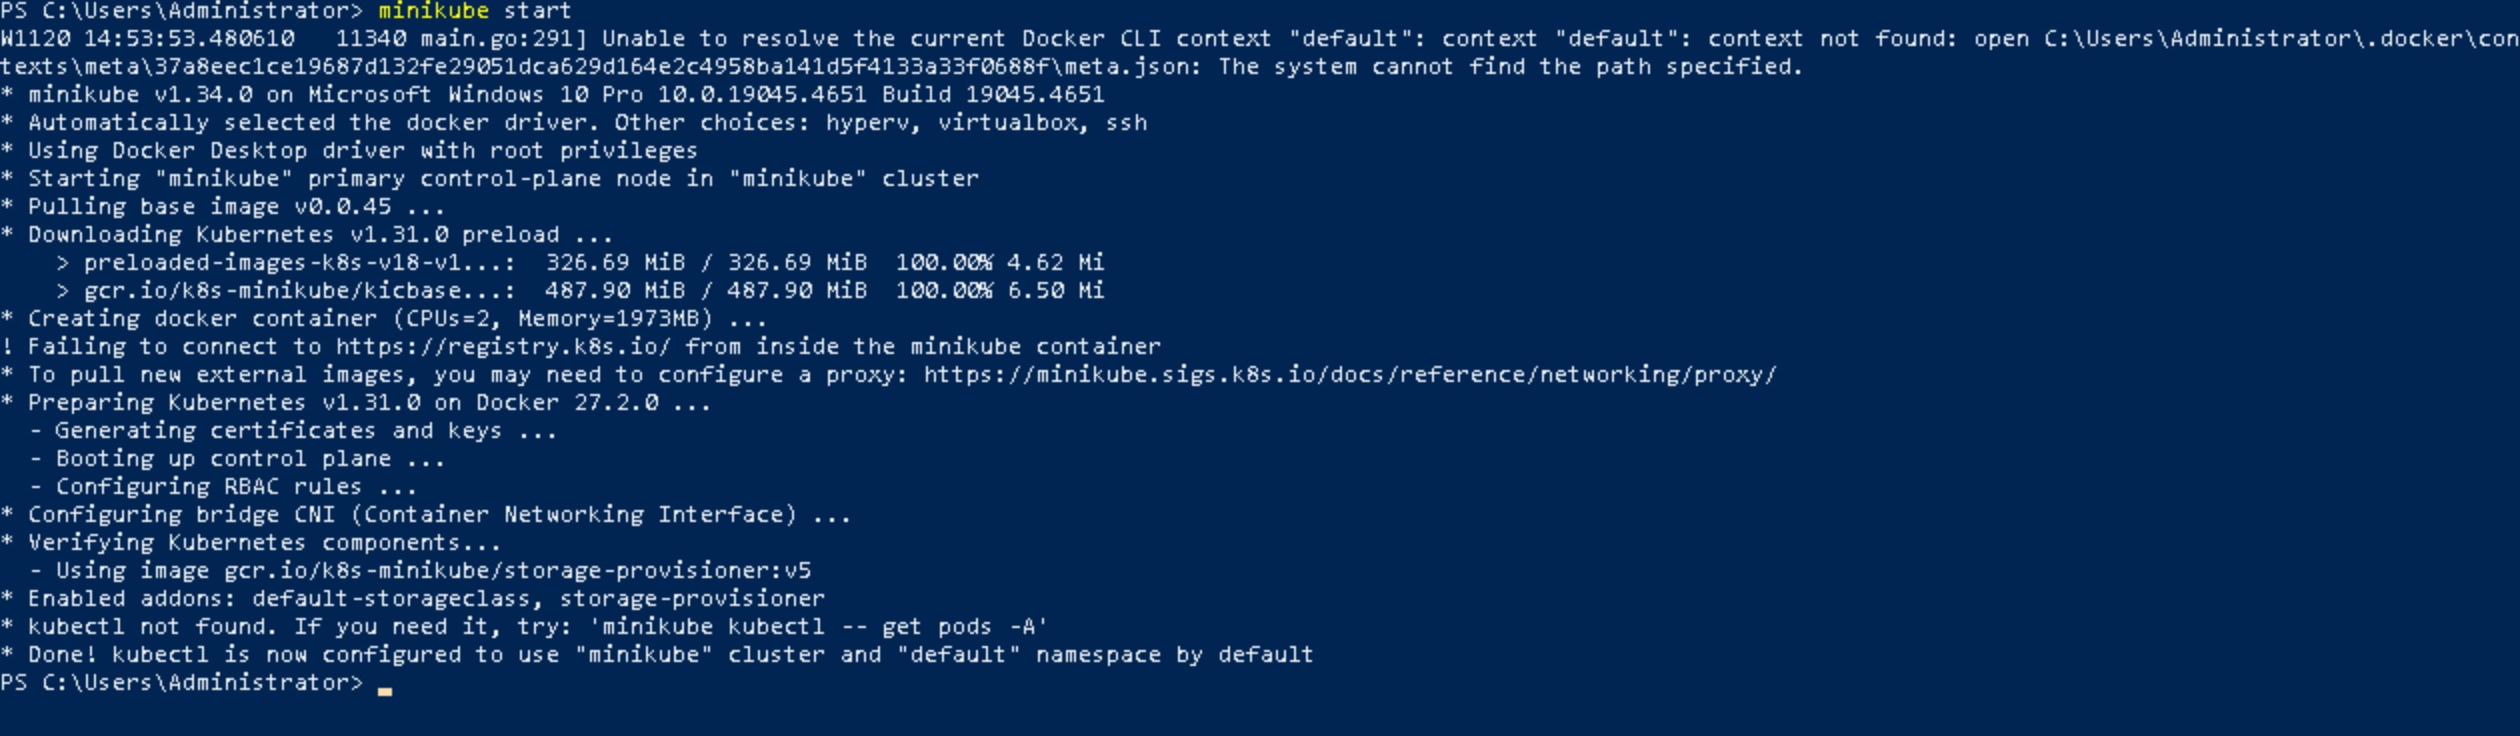 PS C:\Users\Administrator> minikube start
W1120 14:53:53.480610   11340 main.go:291] Unable to resolve the current Docker CLI context "default": context "default": context not found: open C:\Users\Administrator\.docker\con
texts\meta\37a8eec1ce19687d132fe29051dca629d164e2c4958ba141d5f4133a33f0688f\meta.json: The system cannot find the path specified.
* minikube v1.34.0 on Microsoft Windows 10 Pro 10.0.19045.4651 Build 19045.4651
* Automatically selected the docker driver. Other choices: hyperv, virtualbox, ssh
* Using Docker Desktop driver with root privileges
* Starting "minikube" primary control-plane node in "minikube" cluster
* Pulling base image v0.0.45 ...
* Downloading Kubernetes v1.31.0 preload ...
    > preloaded-images-k8s-v18-v1...:  326.69 MiB / 326.69 MiB  100.00% 4.62 Mi
    > gcr.io/k8s-minikube/kicbase...:  487.90 MiB / 487.90 MiB  100.00% 6.50 Mi
* Creating docker container (CPUs=2, Memory=1973MB) ...
! Failing to connect to https://registry.k8s.io/ from inside the minikube container
* To pull new external images, you may need to configure a proxy: https://minikube.sigs.k8s.io/docs/reference/networking/proxy/
* Preparing Kubernetes v1.31.0 on Docker 27.2.0 ...
  - Generating certificates and keys ...
  - Booting up control plane ...
  - Configuring RBAC rules ...
* Configuring bridge CNI (Container Networking Interface) ...
* Verifying Kubernetes components...
  - Using image gcr.io/k8s-minikube/storage-provisioner:v5
* Enabled addons: default-storageclass, storage-provisioner
* kubectl not found. If you need it, try: 'minikube kubectl -- get pods -A'
* Done! kubectl is now configured to use "minikube" cluster and "default" namespace by default
PS C:\Users\Administrator>